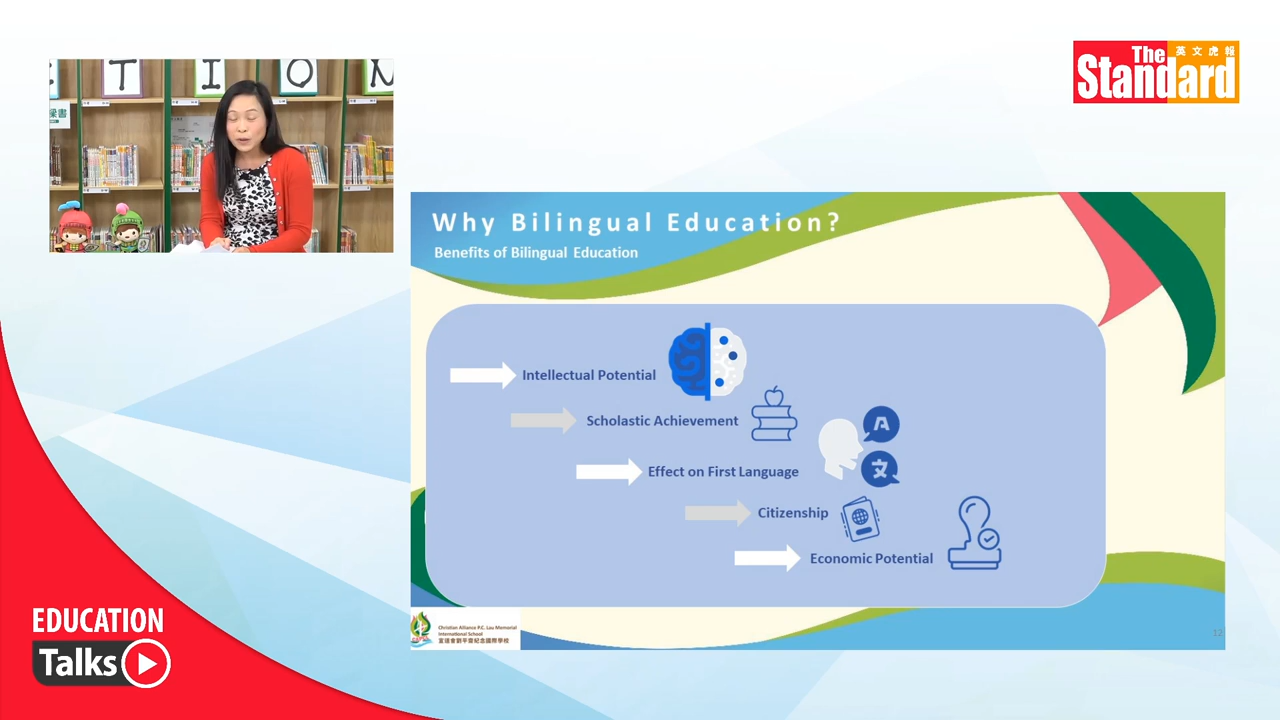 The
Standard
英文虎報
T I O N
Why Bilingual Education?
Benefits of Bilingual Education
Intellectual Potential
Scholastic Achievement
A
Effect on First Language
文
Citizenship
Economic Potential
Christian Alliance P.C. Lau Memorial
International School
宣道會劉平齋紀念國際學校
12
EDUCATION
Talks